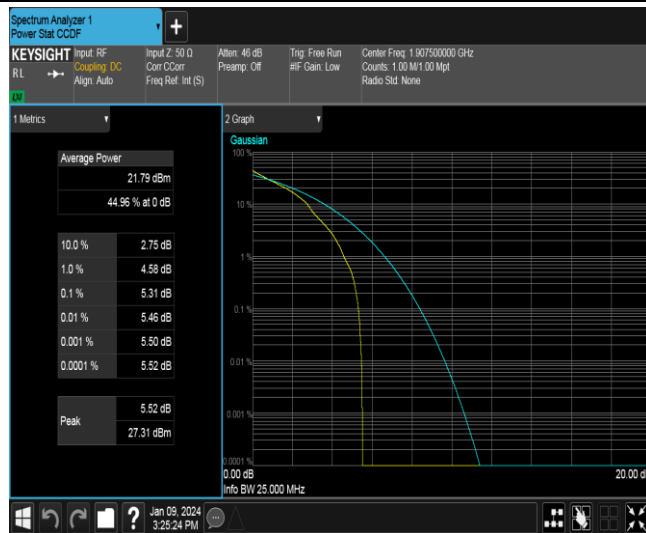 Spectrum Analyzer 1
Power Stat CCDF
KEYSIGHT
RL
LXI
Input: RF
Coupling: DC
Align: Auto
Input Z: 50 Ω
Corr CCorr
Freq Ref: Int (S)
Atten: 46 dB
Preamp: Off
Trig: Free Run
#IF Gain: Low
Center Freq: 1.907500000 GHz
Counts: 1.00 M/1.00 Mpt
Radio Std: None
1 Metrics
Average Power
21.79 dBm
44.96 % at 0 dB
10.0 % 2.75 dB
1.0 % 4.58 dB
0.1 % 5.31 dB
0.01 % 5.46 dB
0.001 % 5.50 dB
0.0001 % 5.52 dB
Peak
5.52 dB
27.31 dBm
2 Graph
Gaussian
100 %
10 %
1 %
0.1 %
0.01 %
0.001 %
0.0001 %
0.00 dB
20.00 d
Info BW 25.000 MHz
?
Jan 09, 2024
3:25:24 PM